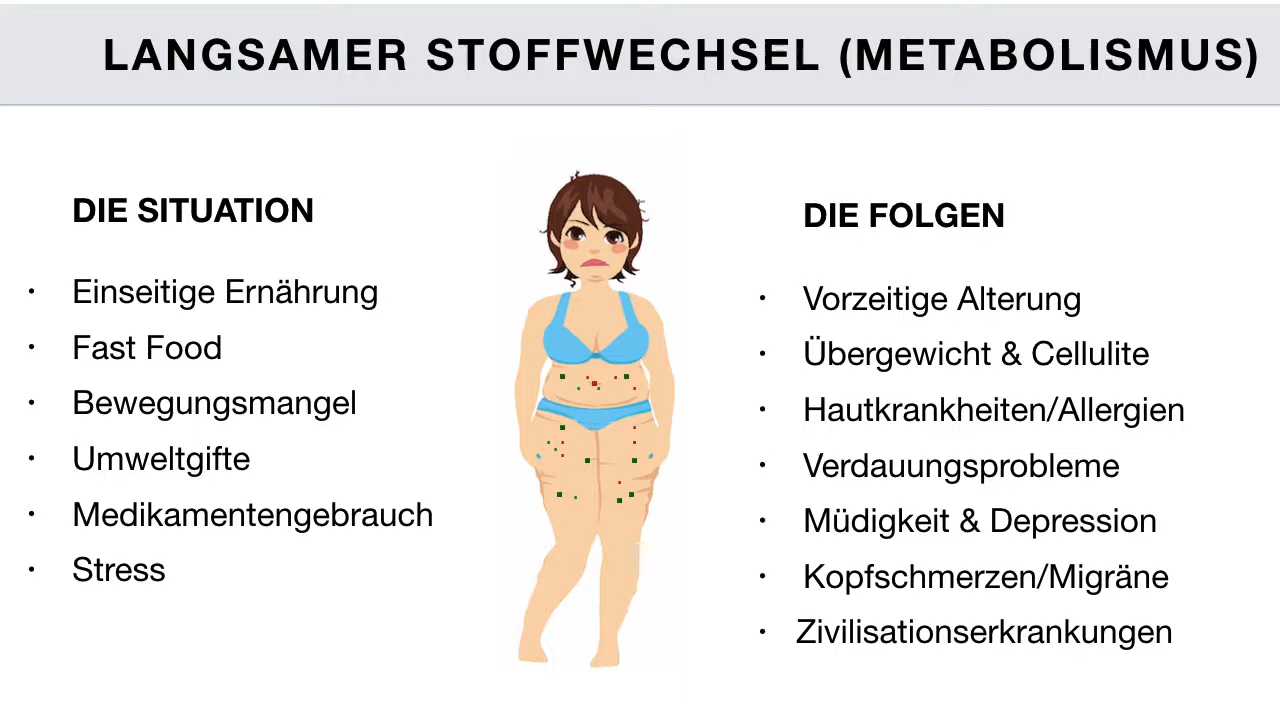 LANGSAMER STOFFWECHSEL (METABOLISMUS)
DIE SITUATION
· Einseitige Ernährung
· Fast Food
· Bewegungsmangel
· Umweltgifte
· Medikamentengebrauch
· Stress
DIE FOLGEN
· Vorzeitige Alterung
· Übergewicht & Cellulite
· Hautkrankheiten/Allergien
· Verdauungsprobleme
· Müdigkeit & Depression
· Kopfschmerzen/Migräne
· Zivilisationserkrankungen